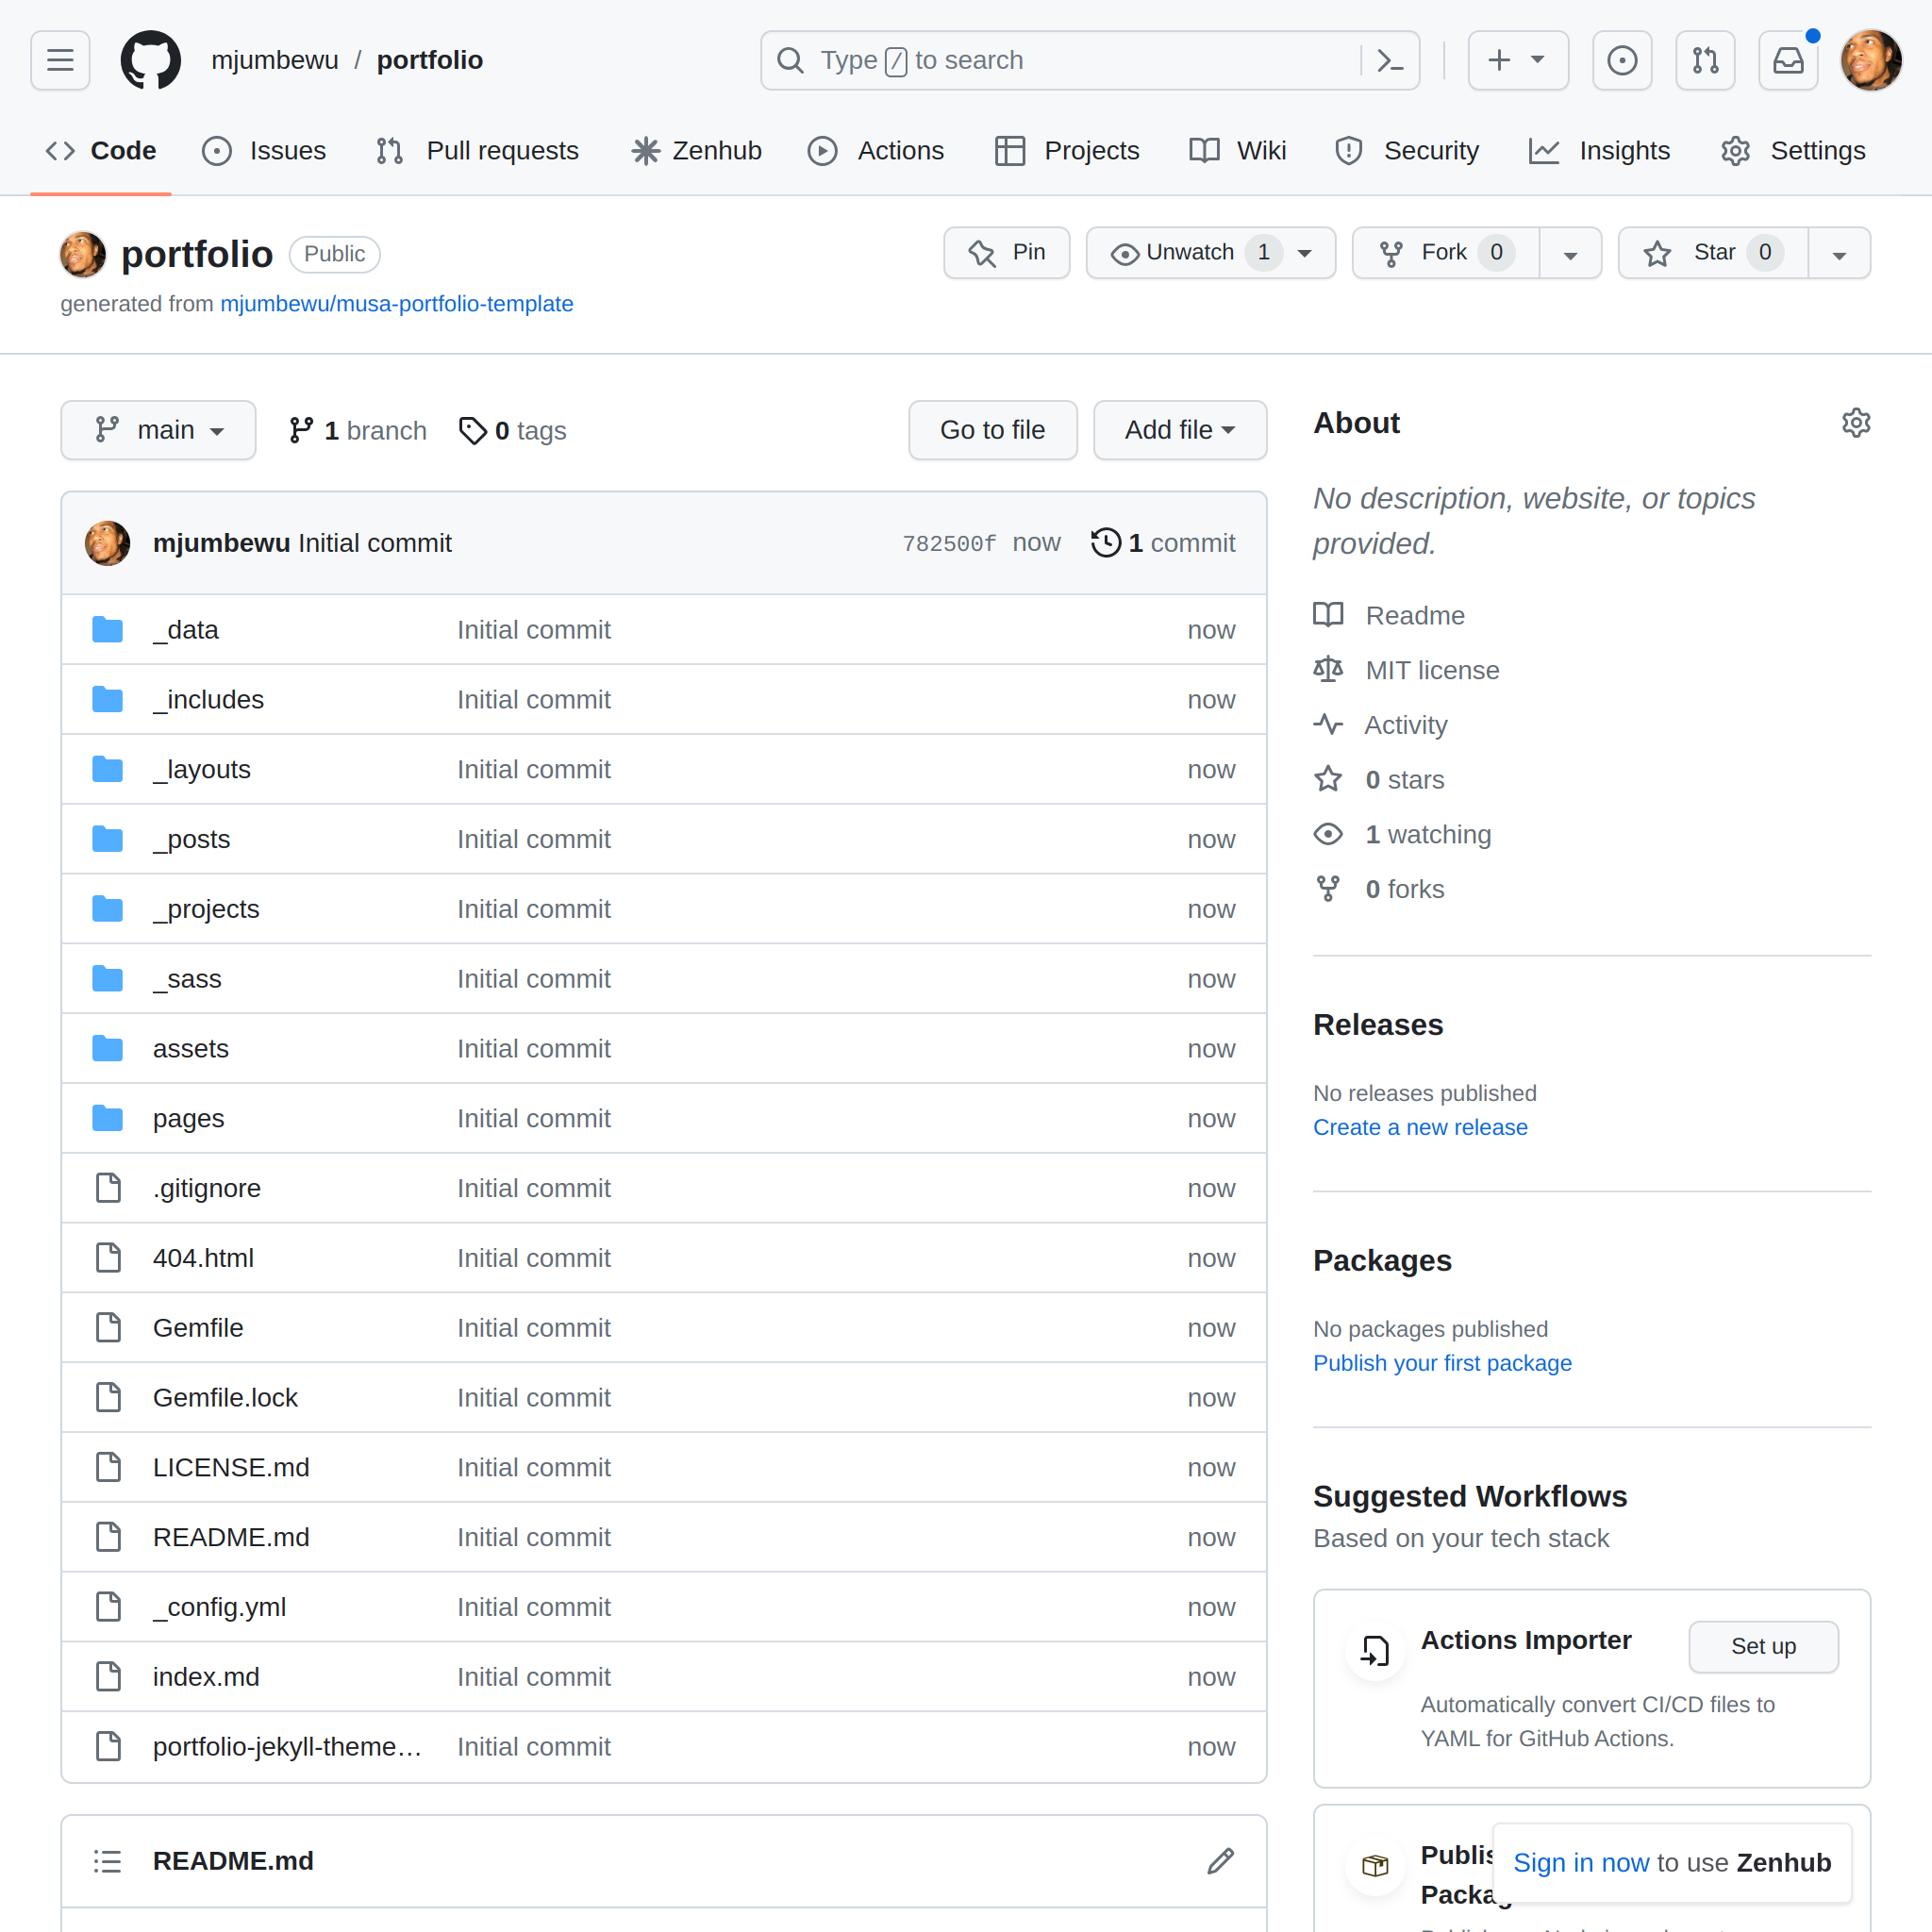 mjumbewu / portfolio
Type / to search
Code Issues Pull requests Zenhub Actions Projects Wiki Security Insights Settings
portfolio Public
Pin Unwatch 1 Fork 0 Star 0
generated from mjumbewu/musa-portfolio-template
main 1 branch 0 tags Go to file Add file
mjumbewu Initial commit 782500f now 1 commit
_data Initial commit now
_includes Initial commit now
_layouts Initial commit now
_posts Initial commit now
_projects Initial commit now
_sass Initial commit now
assets Initial commit now
pages Initial commit now
.gitignore Initial commit now
404.html Initial commit now
Gemfile Initial commit now
Gemfile.lock Initial commit now
LICENSE.md Initial commit now
README.md Initial commit now
_config.yml Initial commit now
index.md Initial commit now
portfolio-jekyll-theme… Initial commit now
README.md
About
No description, website, or topics
provided.
Readme
MIT license
Activity
0 stars
1 watching
0 forks
Releases
No releases published
Create a new release
Packages
No packages published
Publish your first package
Suggested Workflows
Based on your tech stack
Actions Importer Set up
Automatically convert CI/CD files to
YAML for GitHub Actions.
Sign in now to use Zenhub